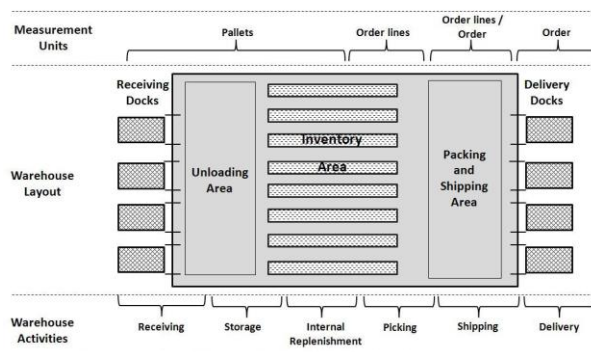 Measurement
Units
Pallets
Order lines
Order lines /
Order
Order
Receiving
Docks
Delivery
Docks
Warehouse
Layout
Unloading
Area
Inventory
Area
Packing
and
Shipping
Area
Warehouse
Activities
Receiving
Storage
Internal
Replenishment
Picking
Shipping
Delivery